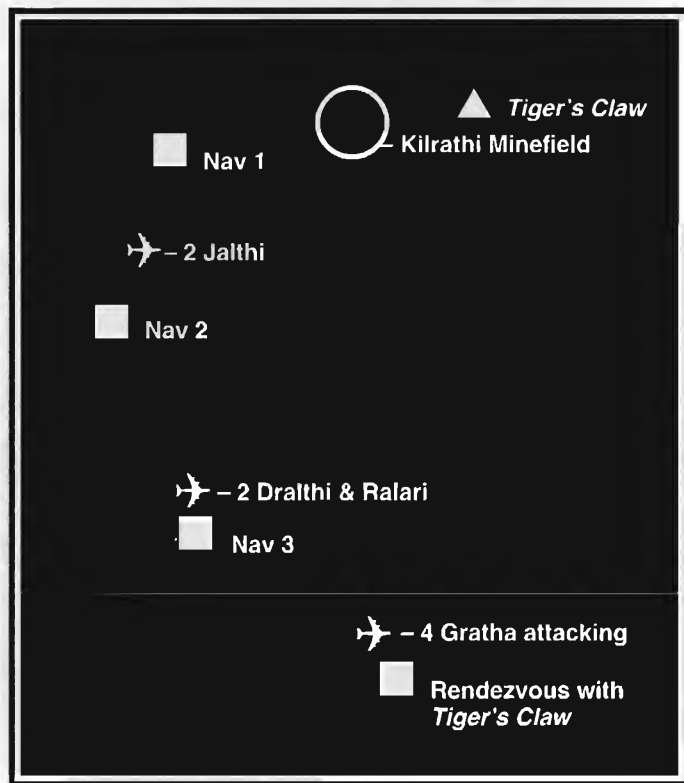 Tiger's Claw
– Kilrathi Minefield
Nav 1
– 2 Jalthi
Nav 2
– 2 Dralthi & Ralari
Nav 3
– 4 Gratha attacking
Rendezvous with
Tiger's Claw